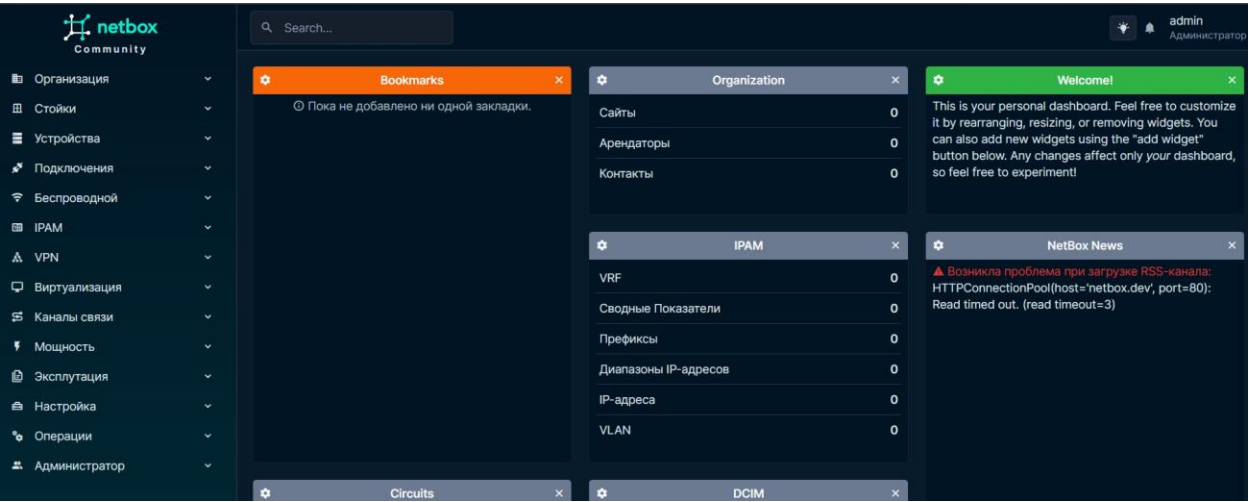 netbox
Community
Search...
admin
Администратор
Организация
Стойки
Устройства
Подключения
Беспроводной
IPAM
VPN
Виртуализация
Каналы связи
Мощность
Эксплутация
Настройка
Операции
Администратор
Bookmarks
Пока не добавлено ни одной закладки.
Organization
Сайты 0
Арендаторы 0
Контакты 0
Welcome!
This is your personal dashboard. Feel free to customize
it by rearranging, resizing, or removing widgets. You
can also add new widgets using the "add widget"
button below. Any changes affect only your dashboard,
so feel free to experiment!
IPAM
VRF 0
Сводные Показатели 0
Префиксы 0
Диапазоны IP-адресов 0
IP-адреса 0
VLAN 0
NetBox News
Возникла проблема при загрузке RSS-канала:
HTTPConnectionPool(host='netbox.dev', port=80):
Read timed out. (read timeout=3)
Circuits
DCIM